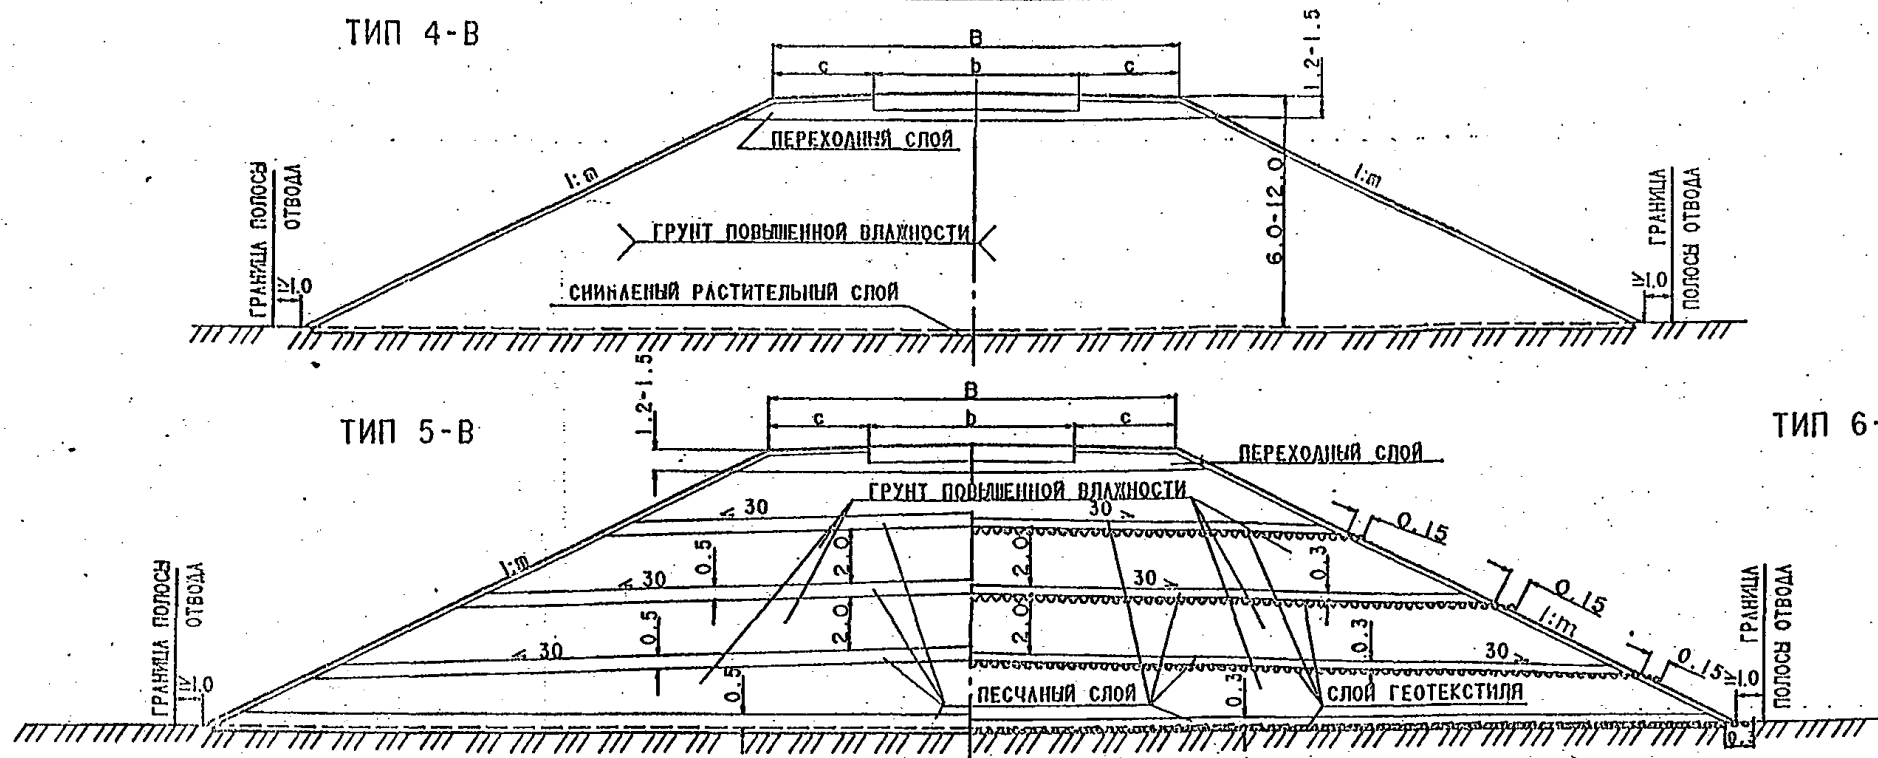 ТИП 4-В
В
с
b
с
1.2-1.5
ПЕРЕХОДНЫЙ СЛОЙ
1:m
1:m
6.0-12.0
ГРАНИЦА ПОЛОСЫ
ОТВОДА
ГРУНТ ПОВЫШЕННОЙ ВЛАЖНОСТИ
ГРАНИЦА
ПОЛОСЫ ОТВОДА
≥1.0
≥1.0
СНИМАЕМЫЙ РАСТИТЕЛЬНЫЙ СЛОЙ
ТИП 5-В
ТИП 6-
1.2-1.5
В
с
b
с
ПЕРЕХОДНЫЙ СЛОЙ
ГРУНТ ПОВЫШЕННОЙ ВЛАЖНОСТИ
30
30
0.15
1:m
0.5
2.0
2.0
0.3
30
30
0.15
1:m
ГРАНИЦА ПОЛОСЫ
ОТВОДА
ГРАНИЦА
ПОЛОСЫ ОТВОДА
0.5
2.0
2.0
0.3
30
30
0.15
≥1.0
≥1.0
0.5
ПЕСЧАНЫЙ СЛОЙ
0.3
СЛОЙ ГЕОТЕКСТИЛЯ
0.3